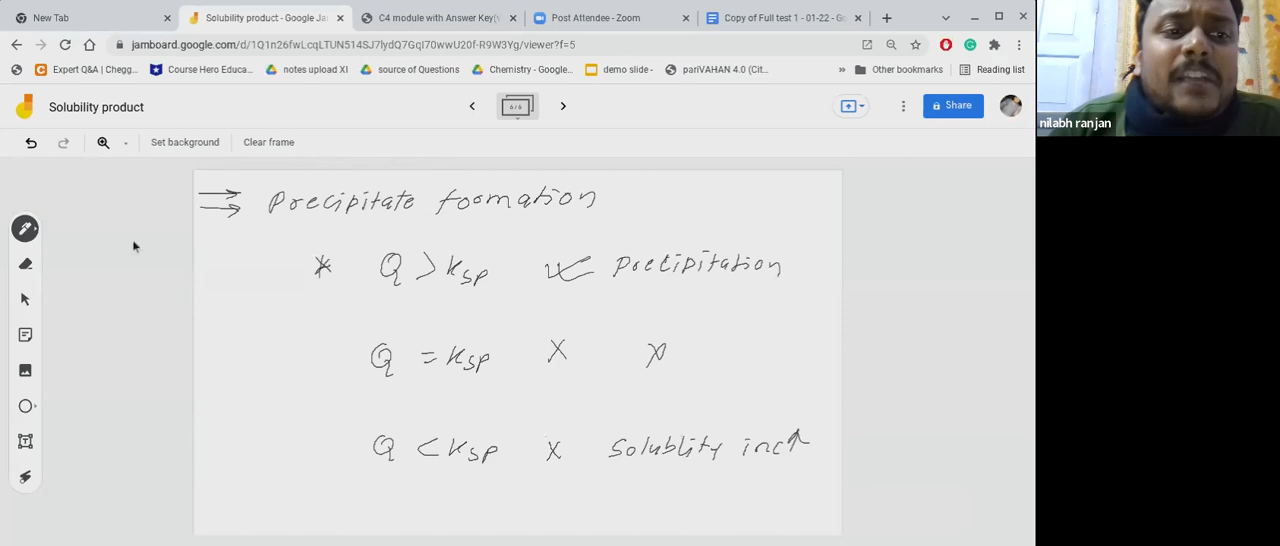 New Tab
Solubility product - Google Ja
C4 module with Answer Key(
Post Attendee - Zoom
Copy of Full test 1 - 01-22 - Go
jamboard.google.com/d/1Q1n26fwLcqLTUN514SJ7lydQ7GqI70wwU20f-R9W3Yg/viewer?f=5
Expert Q&A | Chegg...
Course Hero Educa...
notes upload XI
source of Questions
Chemistry - Google...
demo slide -
pariVAHAN 4.0 (Cit...
»
Other bookmarks
Reading list
nilabh ranjan
Solubility product
6/6
Share
Set background
Clear frame
⇒ Precipitate formation
* Q > Ksp ✓ precipitation
Q = Ksp X X
Q < Ksp X Solublity inc↑